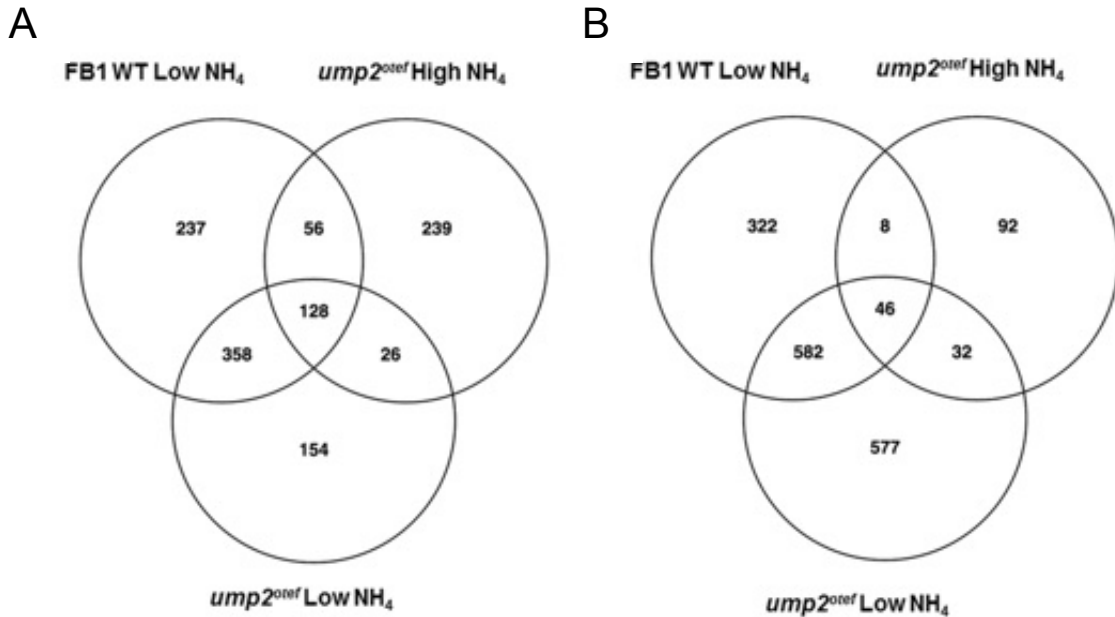 A
B
FB1 WT Low NH₄
ump2ᵒᵗᵉᶠ High NH₄
FB1 WT Low NH₄
ump2ᵒᵗᵉᶠ High NH₄
237
56
239
322
8
92
128
46
358
26
582
32
154
577
ump2ᵒᵗᵉᶠ Low NH₄
ump2ᵒᵗᵉᶠ Low NH₄